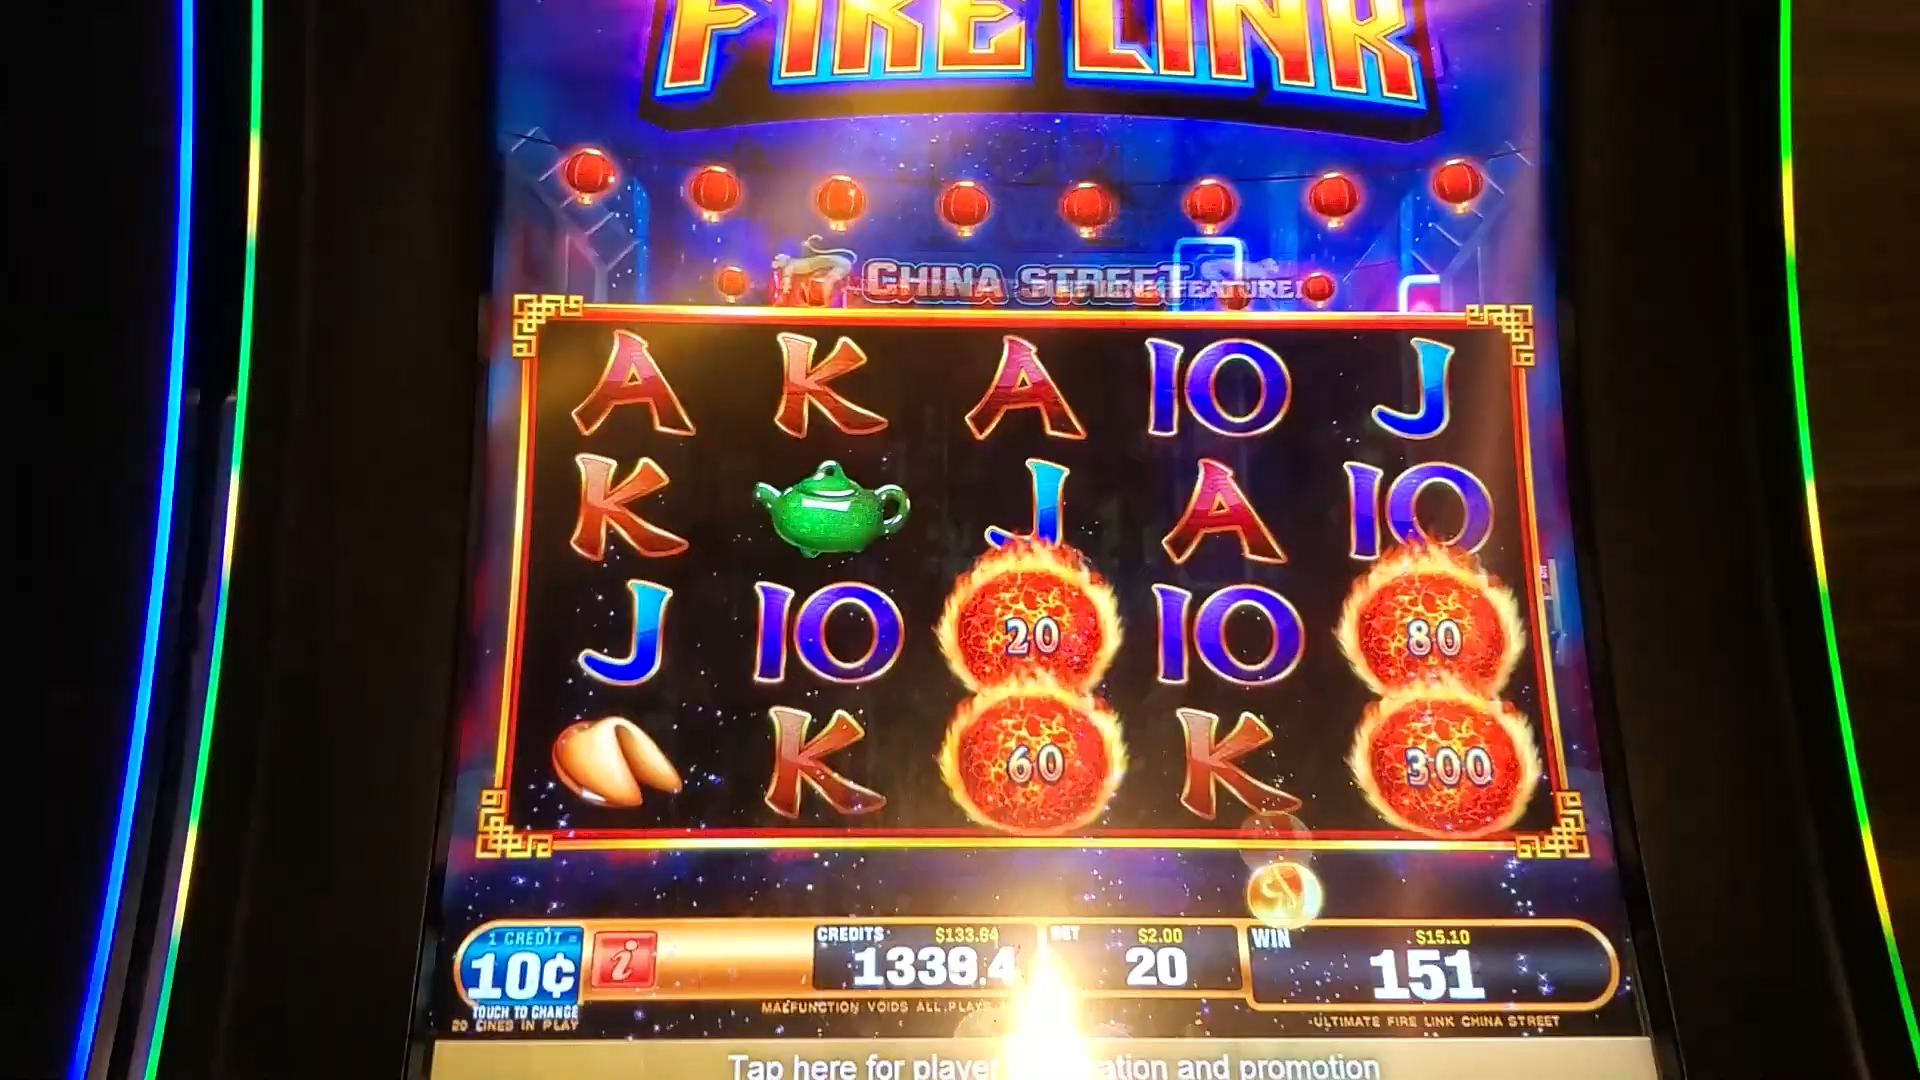 FIRE LINK
CHINA STREET
FEATURE!
A K A 10 J
K J A 10
J 10 20 10 80
K 60 K 300
1 CREDIT =
10¢
TOUCH TO CHANGE
20 LINES IN PLAY
i
CREDITS $133.94
1339.4
BET $2.00
20
WIN $15.10
151
MALFUNCTION VOIDS ALL PLAYS
ULTIMATE FIRE LINK CHINA STREET
Tap here for player and promotion